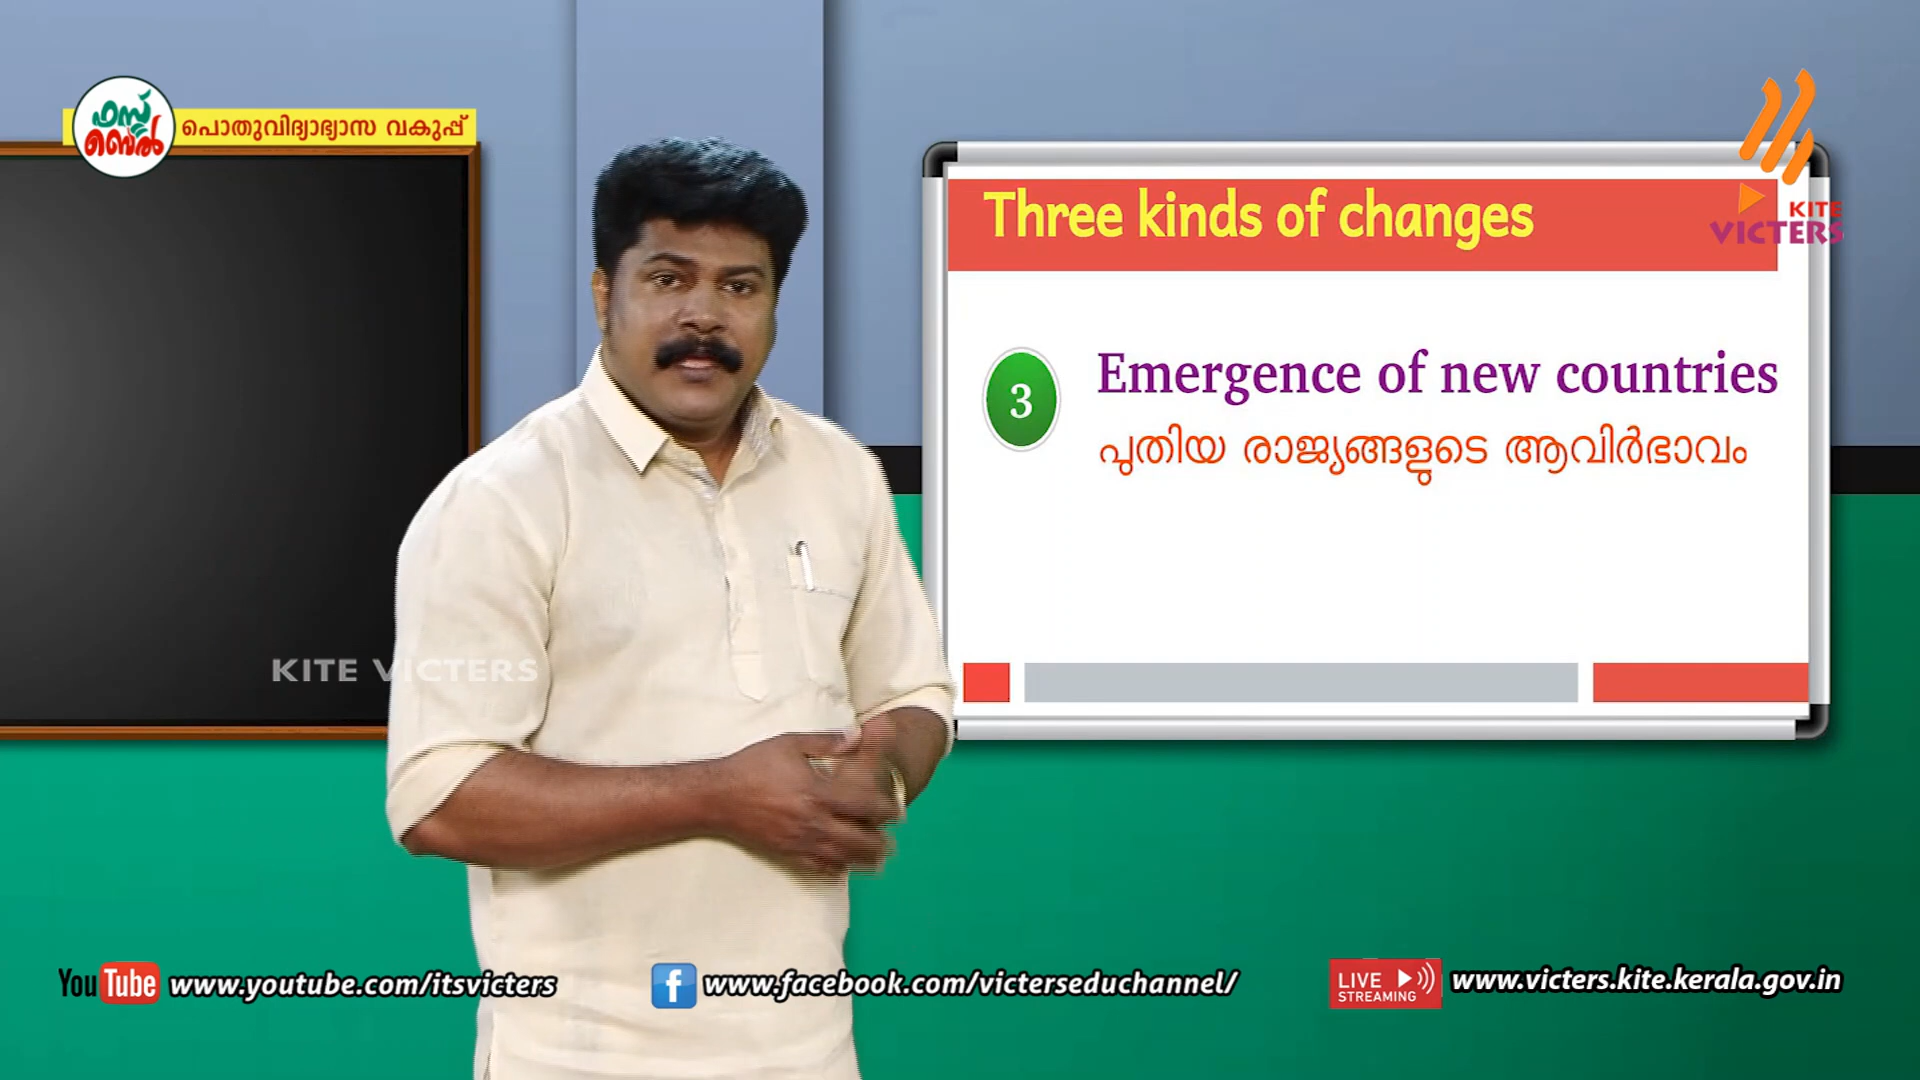 ഫസ്റ്റ്
ബെൽ
പൊതുവിദ്യാഭ്യാസ വകുപ്പ്
KITE
VICTERS
Three kinds of changes
3
Emergence of new countries
പുതിയ രാജ്യങ്ങളുടെ ആവിർഭാവം
KITE VICTERS
YouTube www.youtube.com/itsvicters
f www.facebook.com/victerseduchannel/
LIVE
STREAMING
www.victers.kite.kerala.gov.in